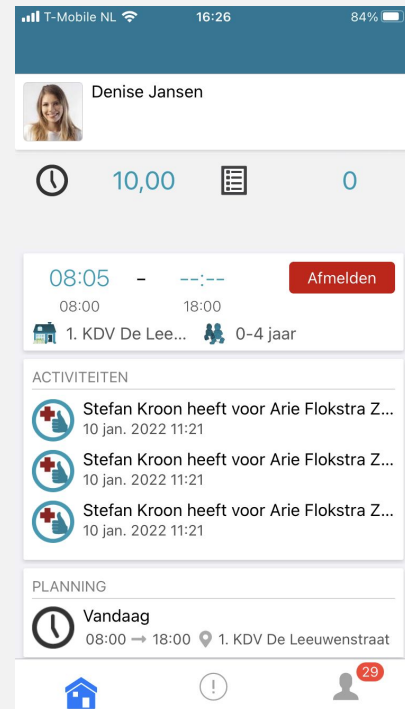 T-Mobile NL 16:26 84%
Denise Jansen
10,00 0
08:05 - --:-- Afmelden
08:00 18:00
1. KDV De Lee... 0-4 jaar
ACTIVITEITEN
Stefan Kroon heeft voor Arie Flokstra Z...
10 jan. 2022 11:21
Stefan Kroon heeft voor Arie Flokstra Z...
10 jan. 2022 11:21
Stefan Kroon heeft voor Arie Flokstra Z...
10 jan. 2022 11:21
PLANNING
Vandaag
08:00 → 18:00 1. KDV De Leeuwenstraat
29